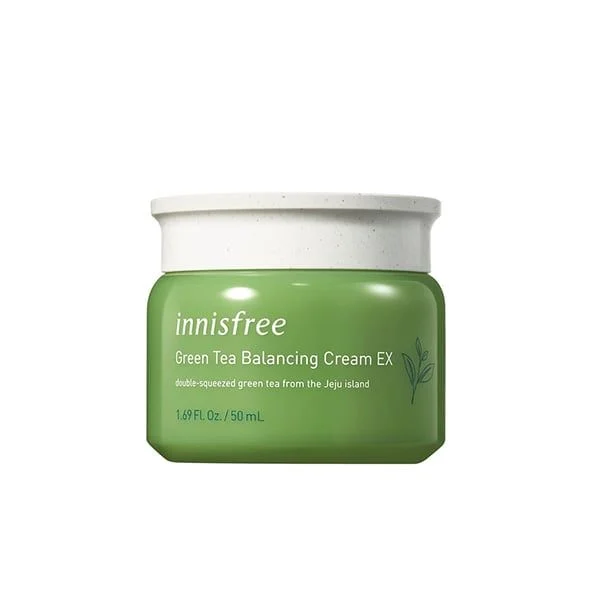 innisfree
Green Tea Balancing Cream EX
double-squeezed green tea from the Jeju island
1.69 Fl. Oz. / 50 mL